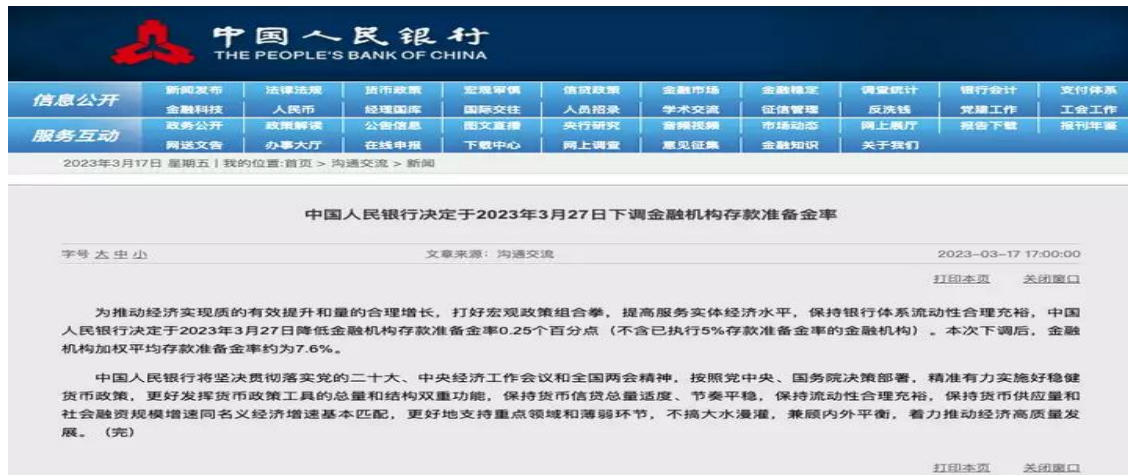 中国人民银行
THE PEOPLE'S BANK OF CHINA
信息公开 新闻发布 法律法规 货币政策 宏观审慎 信贷政策 金融市场 金融稳定 调查统计 银行会计 支付体系
金融科技 人民币 经理国库 国际交往 人员招录 学术交流 征信管理 反洗钱 党建工作 工会工作
服务互动 政务公开 政策解读 公告信息 图文直播 央行研究 音频视频 市场动态 网上展厅 报告下载 报刊年鉴
网送文告 办事大厅 在线申报 下载中心 网上调查 意见征集 金融知识 关于我们
2023年3月17日 星期五 | 我的位置:首页 > 沟通交流 > 新闻
中国人民银行决定于2023年3月27日下调金融机构存款准备金率
字号 大 中 小 文章来源：沟通交流 2023-03-17 17:00:00
打印本页 关闭窗口
为推动经济实现质的有效提升和量的合理增长，打好宏观政策组合拳，提高服务实体经济水平，保持银行体系流动性合理充裕，中国
人民银行决定于2023年3月27日降低金融机构存款准备金率0.25个百分点（不含已执行5%存款准备金率的金融机构）。本次下调后，金融
机构加权平均存款准备金率约为7.6%。
中国人民银行将坚决贯彻落实党的二十大、中央经济工作会议和全国两会精神，按照党中央、国务院决策部署，精准有力实施好稳健
货币政策，更好发挥货币政策工具的总量和结构双重功能，保持货币信贷总量适度、节奏平稳，保持流动性合理充裕，保持货币供应量和
社会融资规模增速同名义经济增速基本匹配，更好地支持重点领域和薄弱环节，不搞大水漫灌，兼顾内外平衡，着力推动经济高质量发
展。（完）
打印本页 关闭窗口